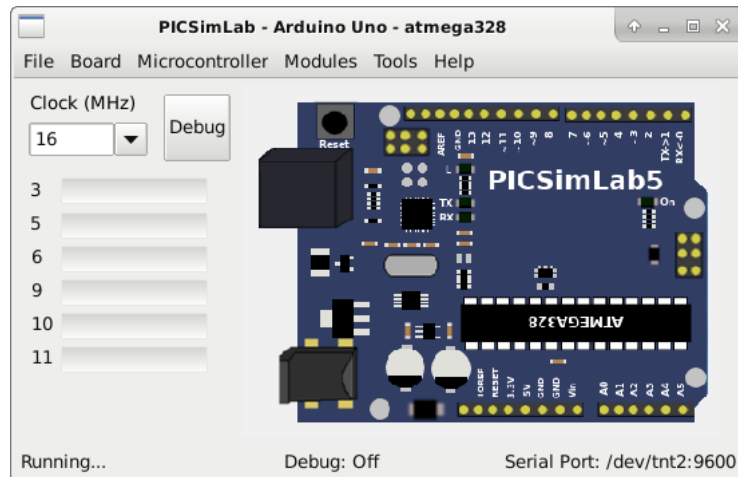 PICSimLab - Arduino Uno - atmega328
File Board Microcontroller Modules Tools Help
Clock (MHz)
16
Debug
3
5
6
9
10
11
Reset
AREF
GND
13
12
~11
~10
~9
8
7
~6
~5
4
~3
2
TX->1
RX<-0
L
TX
RX
PICSimLab5
On
ATMEGA328
IOREF
RESET
3.3V
5V
GND
GND
Vin
A0
A1
A2
A3
A4
A5
Running...
Debug: Off
Serial Port: /dev/tnt2:9600